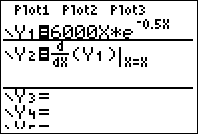 Plot1 Plot2 Plot3
\Y₁=6000X*e^-0.5X
\Y₂=d/dX(Y₁)|X=X
\Y₃=
\Y₄=